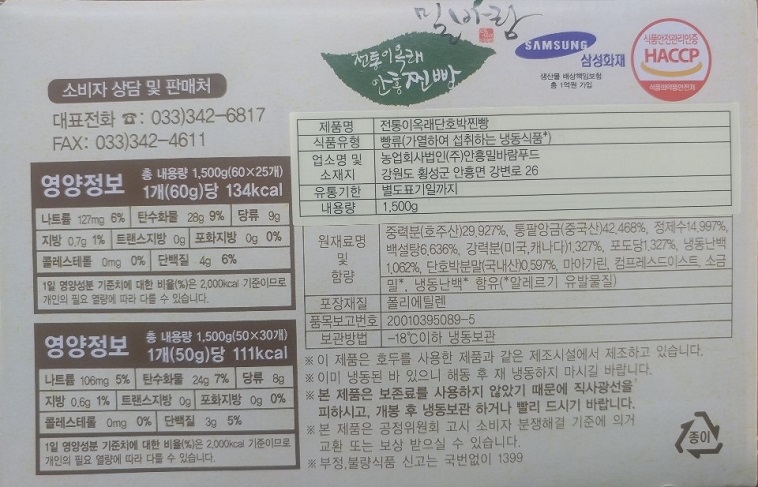 밀바람
전통이옥래
안흥찐빵
SAMSUNG
삼성화재
생산물 배상책임보험
총 1억원 가입
식품안전관리인증
HACCP
식품의약품안전처
소비자 상담 및 판매처
대표전화 ☎: 033)342-6817
FAX: 033)342-4611
영양정보
총 내용량 1,500g(60×25개)
1개(60g)당 134kcal
나트륨 127mg 6% 탄수화물 28g 9% 당류 9g
지방 0.7g 1% 트랜스지방 0g 포화지방 0g 0%
콜레스테롤 0mg 0% 단백질 4g 6%
1일 영양성분 기준치에 대한 비율(%)은 2,000kcal 기준이므로
개인의 필요 열량에 따라 다를 수 있습니다.
영양정보
총 내용량 1,500g(50×30개)
1개(50g)당 111kcal
나트륨 106mg 5% 탄수화물 24g 7% 당류 8g
지방 0.6g 1% 트랜스지방 0g 포화지방 0g 0%
콜레스테롤 0mg 0% 단백질 3g 5%
1일 영양성분 기준치에 대한 비율(%)은 2,000kcal 기준이므로
개인의 필요 열량에 따라 다를 수 있습니다.
제품명 전통이옥래단호박찐빵
식품유형 빵류(가열하여 섭취하는 냉동식품*)
업소명 및 소재지 농업회사법인(주)안흥밀바람푸드
강원도 횡성군 안흥면 강변로 26
유통기한 별도표기일까지
내용량 1,500g
원재료명 및 함량 중력분(호주산)29,927%, 통팥앙금(중국산)42,468%, 정제수14,997%,
백설탕6,636%, 강력분(미국,캐나다)1,327%, 포도당1,327%, 냉동난백
1,062%, 단호박분말(국내산)0,597%, 마아가린, 컴프레스드이스트, 소금
밀*, 냉동난백* 함유(*알레르기 유발물질)
포장재질 폴리에틸렌
품목보고번호 20010395089-5
보관방법 -18℃이하 냉동보관
※ 이 제품은 호두를 사용한 제품과 같은 제조시설에서 제조하고 있습니다.
※ 이미 냉동된 바 있으니 해동 후 재 냉동하지 마시길 바랍니다.
※ 본 제품은 보존료를 사용하지 않았기 때문에 직사광선을
피하시고, 개봉 후 냉동보관 하거나 빨리 드시기 바랍니다.
※ 본 제품은 공정위원회 고시 소비자 분쟁해결 기준에 의거
교환 또는 보상 받으실 수 있습니다.
※ 부정,불량식품 신고는 국번없이 1399
종이